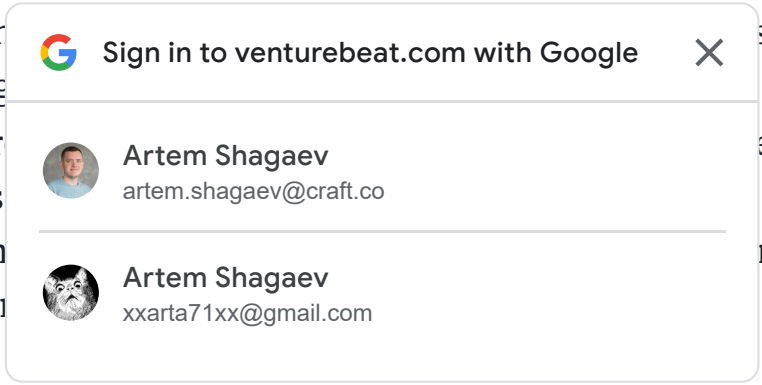 Sign in to venturebeat.com with Google
Artem Shagaev
artem.shagaev@craft.co
Artem Shagaev
xxarta71xx@gmail.com